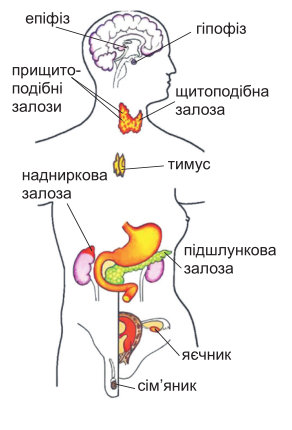 епіфіз
гіпофіз
прищито-
подібні
залози
щитоподібна
залоза
тимус
надниркова
залоза
підшлункова
залоза
яєчник
сім’яник